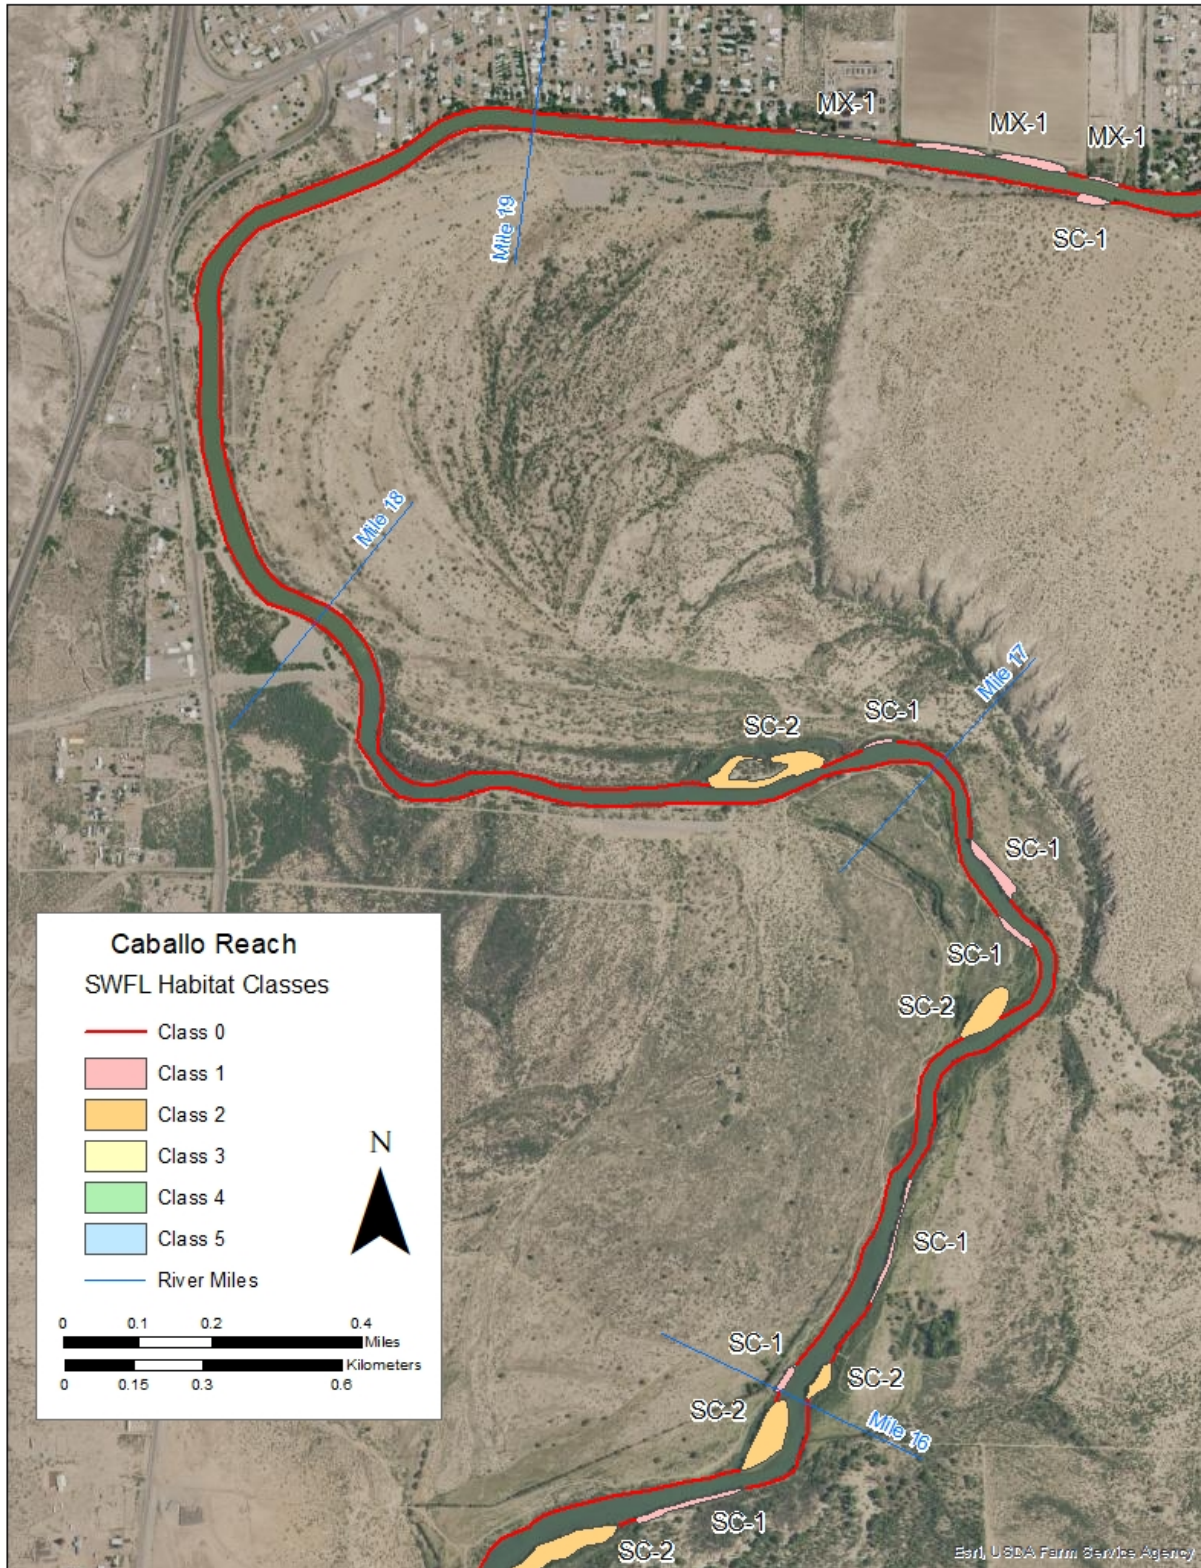 MX-1
MX-1
MX-1
Mile 19
SC-1
Mile 18
Mile 17
SC-1
SC-2
SC-1
SC-1
SC-2
Caballo Reach
SWFL Habitat Classes
Class 0
Class 1
Class 2
Class 3
Class 4
Class 5
River Miles
N
0 0.1 0.2 0.4
Miles
Kilometers
0 0.15 0.3 0.6
SC-1
SC-1
SC-2
SC-2
Mile 16
SC-1
SC-2
Esri, USDA Farm Service Agency